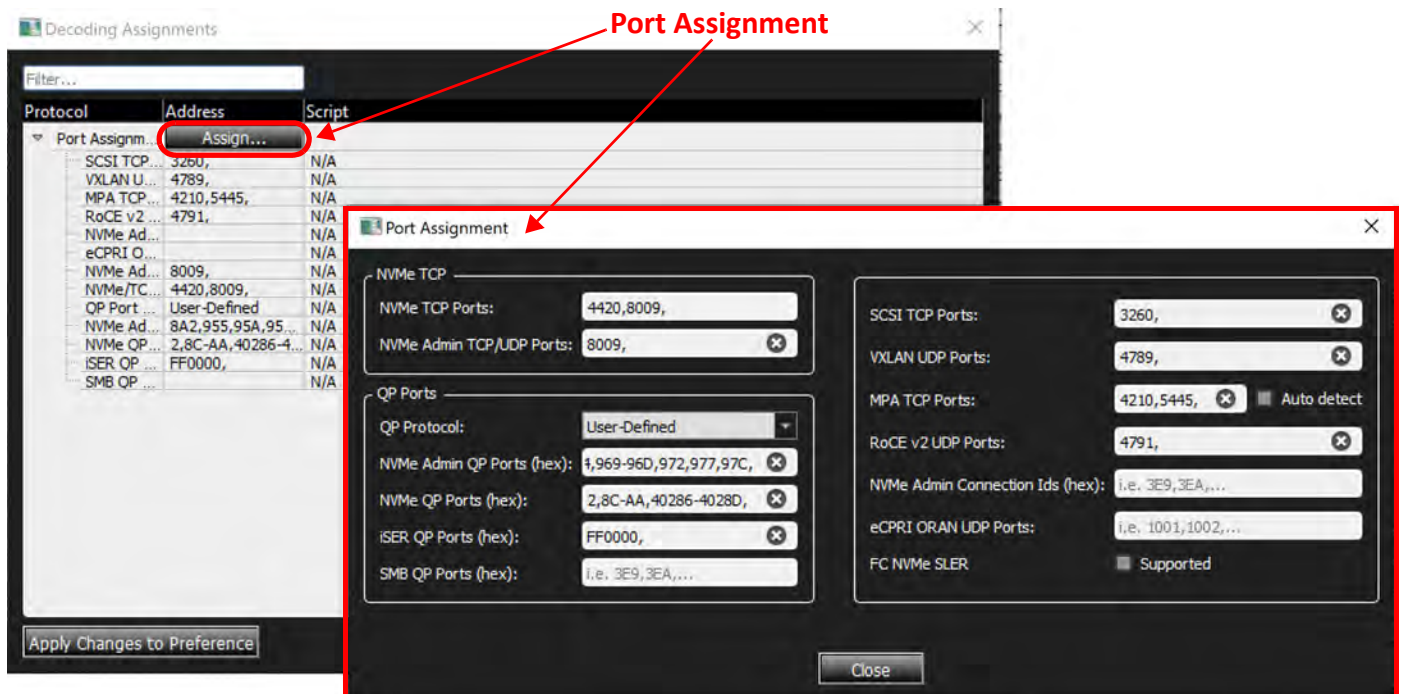 Port Assignment
Decoding Assignments
Filter...
Protocol Address Script
Port Assignm... Assign...
SCSI TCP... 3260, N/A
VXLAN U... 4789, N/A
MPA TCP... 4210,5445, N/A
RoCE v2 ... 4791, N/A
NVMe Ad... N/A
eCPRI O... N/A
NVMe Ad... 8009, N/A
NVMe/TC... 4420,8009, N/A
QP Port ... User-Defined N/A
NVMe Ad... 8A2,955,95A,95... N/A
NVMe QP... 2,8C-AA,40286-4... N/A
iSER QP ... FF0000, N/A
SMB QP ... N/A
Apply Changes to Preference
Port Assignment
NVMe TCP
NVMe TCP Ports: 4420,8009,
NVMe Admin TCP/UDP Ports: 8009,
QP Ports
QP Protocol: User-Defined
NVMe Admin QP Ports (hex): ,969-96D,972,977,97C,
NVMe QP Ports (hex): 2,8C-AA,40286-4028D,
iSER QP Ports (hex): FF0000,
SMB QP Ports (hex): i.e. 3E9,3EA,...
SCSI TCP Ports: 3260,
VXLAN UDP Ports: 4789,
MPA TCP Ports: 4210,5445, Auto detect
RoCE v2 UDP Ports: 4791,
NVMe Admin Connection Ids (hex): i.e. 3E9,3EA,...
eCPRI ORAN UDP Ports: i.e. 1001,1002,...
FC NVMe SLER Supported
Close